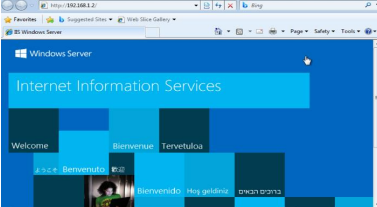 http://192.168.1.2/
Bing
Favorites
Suggested Sites
Web Slice Gallery
IIS Windows Server
Page
Safety
Tools
Windows Server
Internet Information Services
Welcome
Bienvenue
Tervetuloa
ようこそ
Benvenuto
歡迎
Bienvenido
Hoş geldiniz
ברוכים הבאים